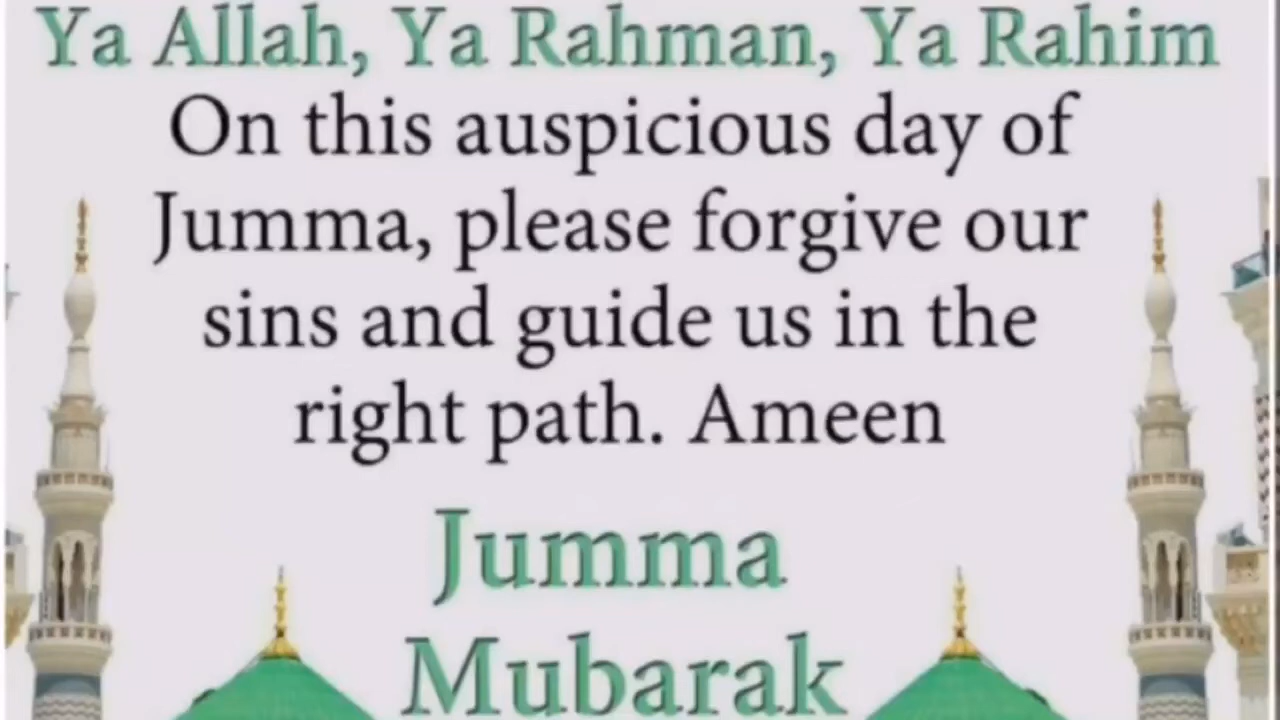 Ya Allah, Ya Rahman, Ya Rahim
On this auspicious day of
Jumma, please forgive our
sins and guide us in the
right path. Ameen
Jumma
Mubarak